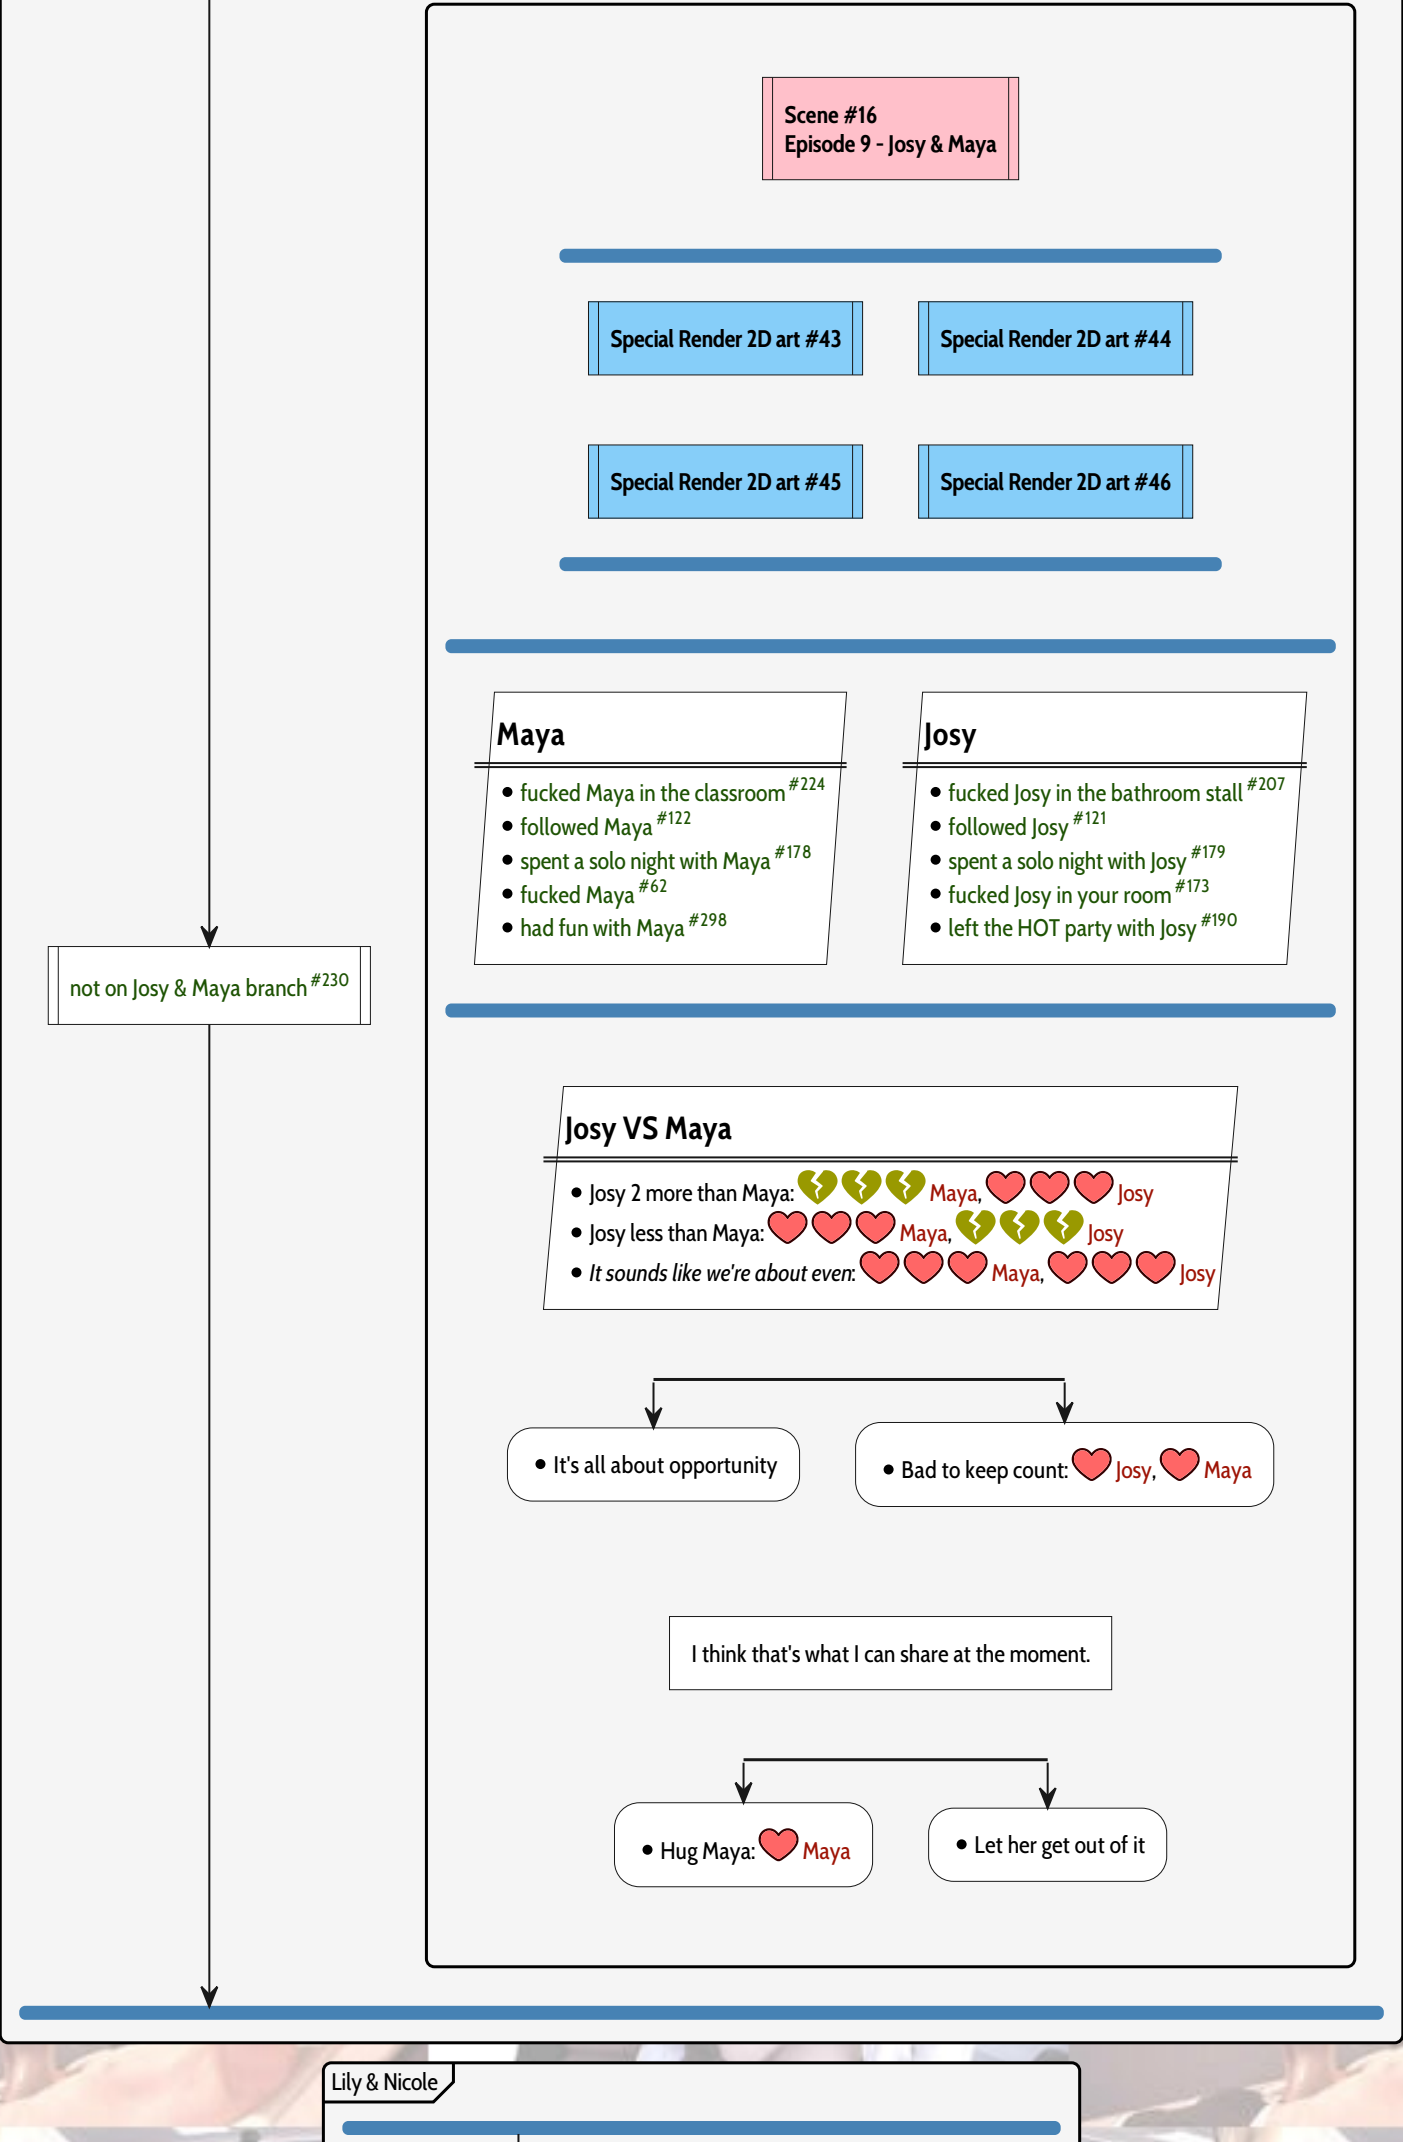 Scene #16
Episode 9 - Josy & Maya
Special Render 2D art #43
Special Render 2D art #44
Special Render 2D art #45
Special Render 2D art #46
Maya
• fucked Maya in the classroom #224
• followed Maya #122
• spent a solo night with Maya #178
• fucked Maya #62
• had fun with Maya #298
Josy
• fucked Josy in the bathroom stall #207
• followed Josy #121
• spent a solo night with Josy #179
• fucked Josy in your room #173
• left the HOT party with Josy #190
not on Josy & Maya branch #230
Josy VS Maya
• Josy 2 more than Maya: Maya, Josy
• Josy less than Maya: Maya, Josy
• It sounds like we're about even: Maya, Josy
• It's all about opportunity
• Bad to keep count: Josy, Maya
I think that's what I can share at the moment.
• Hug Maya: Maya
• Let her get out of it
Lily & Nicole